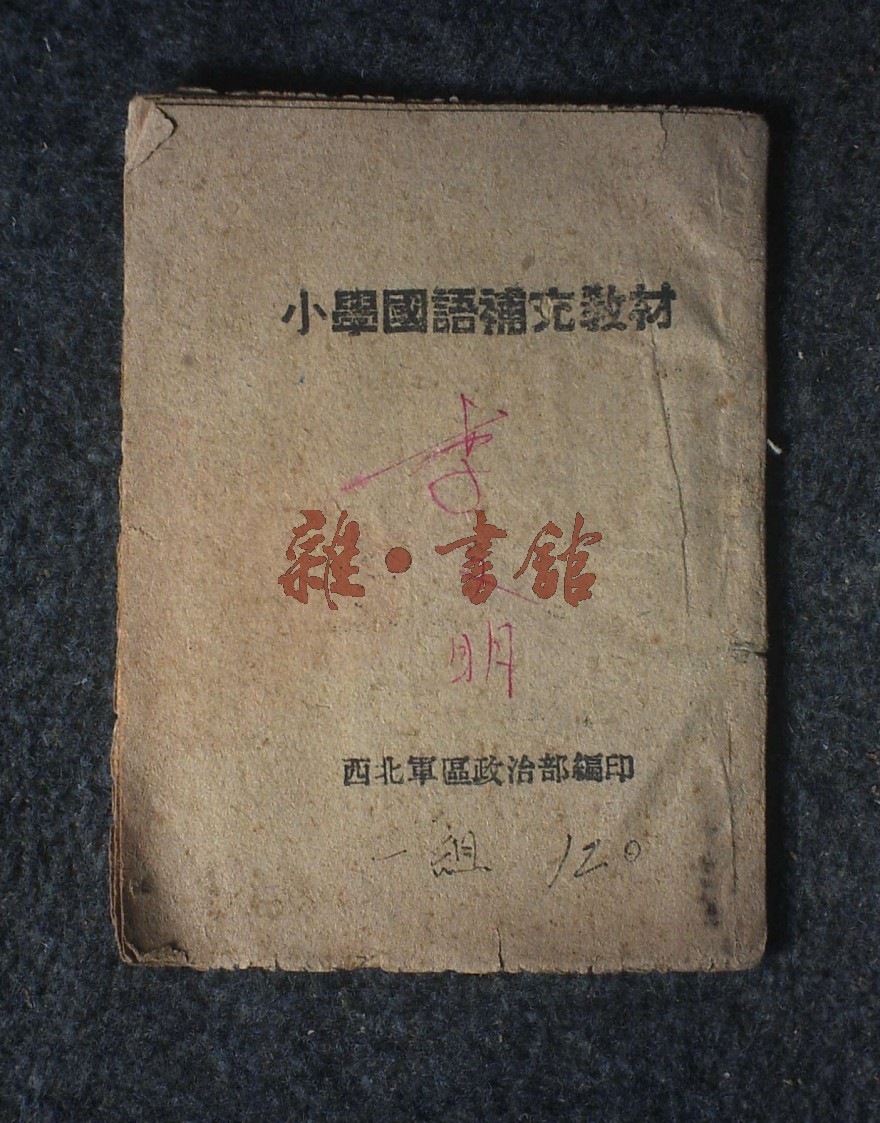 小學國語補充教材
李
雜·書館
明
西北軍區政治部編印
一組 120